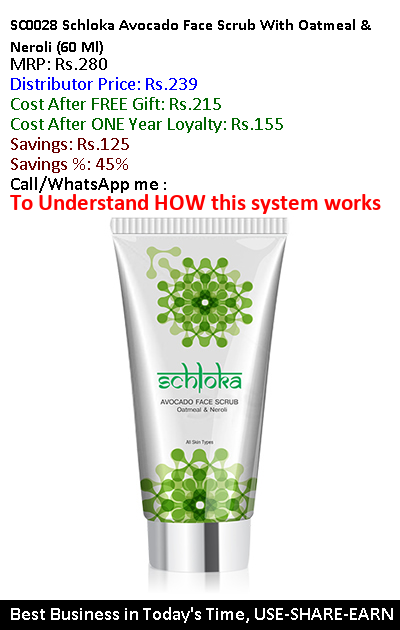 SC0028 Schloka Avocado Face Scrub With Oatmeal &
Neroli (60 Ml)
MRP: Rs.280
Distributor Price: Rs.239
Cost After FREE Gift: Rs.215
Cost After ONE Year Loyalty: Rs.155
Savings: Rs.125
Savings %: 45%
Call/WhatsApp me :
To Understand HOW this system works
schloka
AVOCADO FACE SCRUB
Oatmeal & Neroli
All Skin Types
Best Business in Today's Time, USE-SHARE-EARN